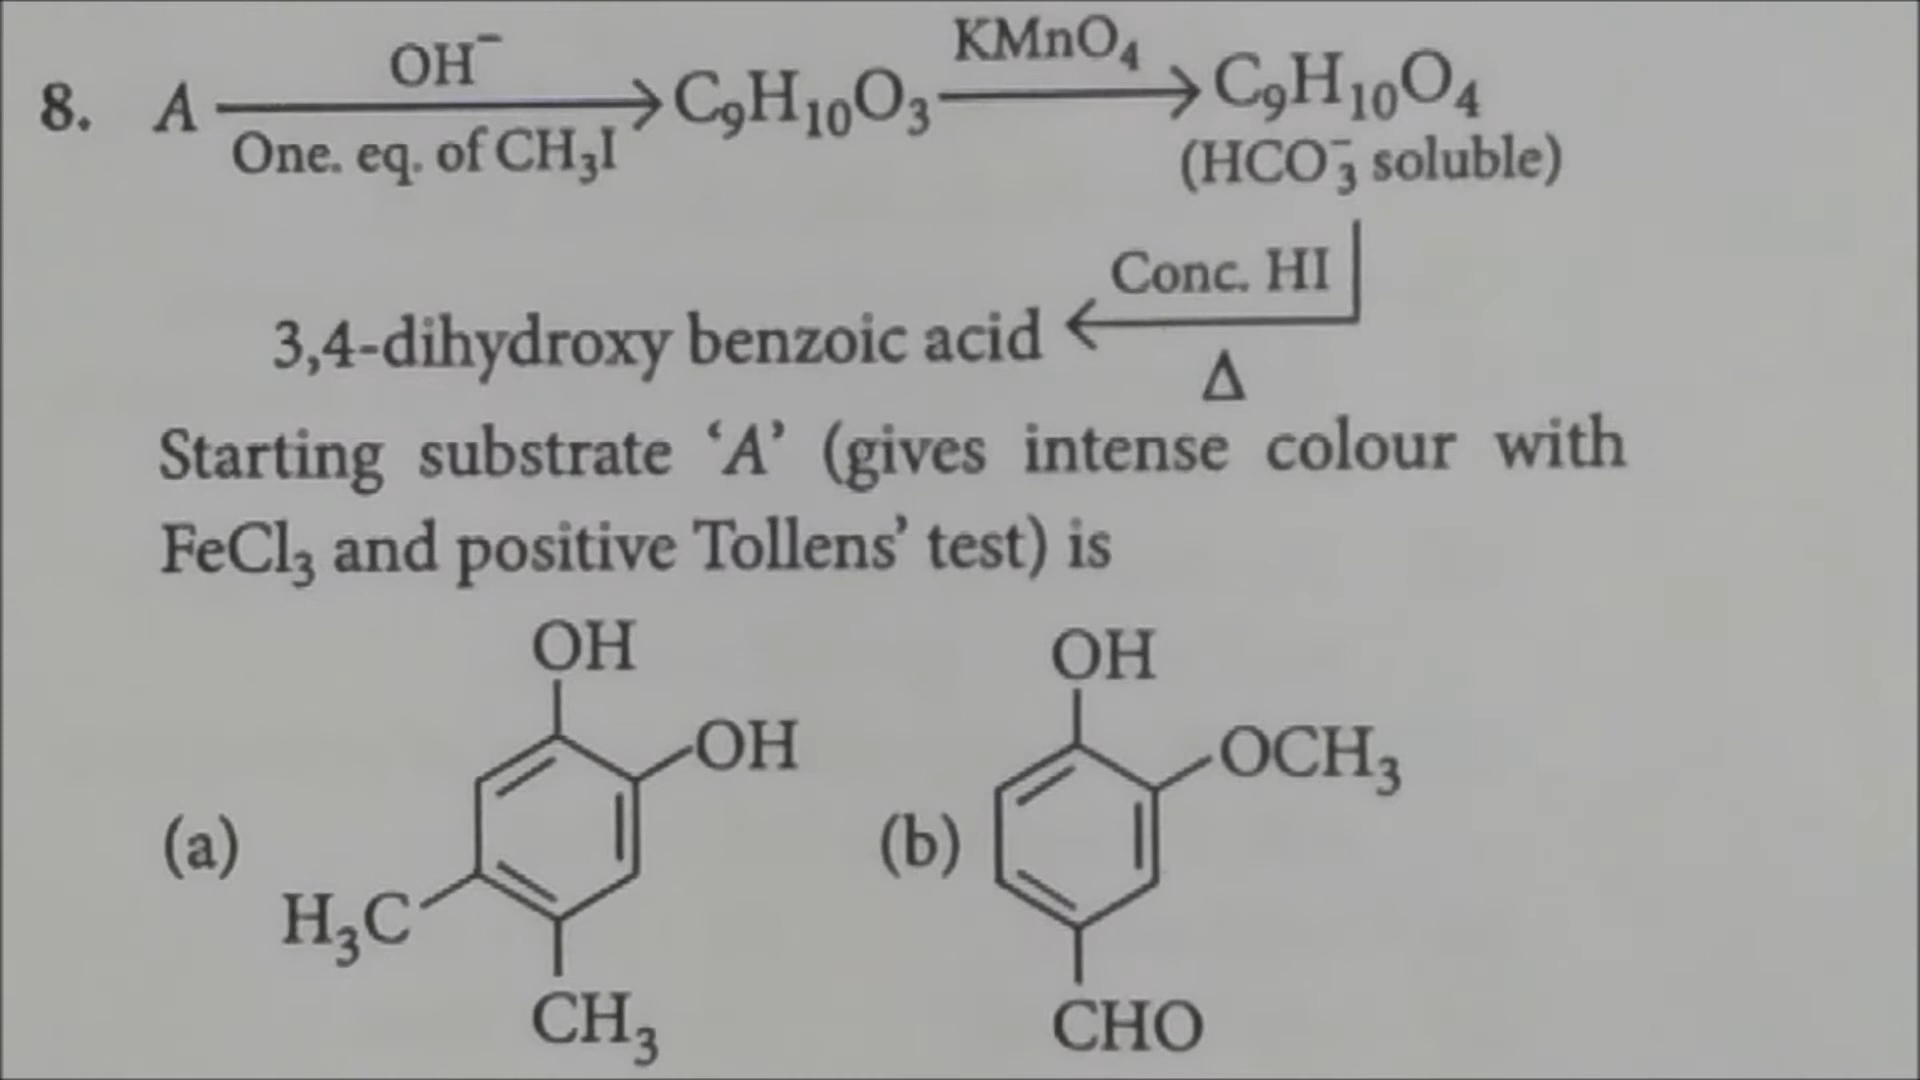 8. A OH⁻ One. eq. of CH₃I → C₉H₁₀O₃ KMnO₄ → C₉H₁₀O₄
(HCO₃⁻ soluble)
Conc. HI
3,4-dihydroxy benzoic acid ←
Δ
Starting substrate ‘A’ (gives intense colour with
FeCl₃ and positive Tollens’ test) is
(a) OH OH H₃C CH₃
(b) OH OCH₃ CHO